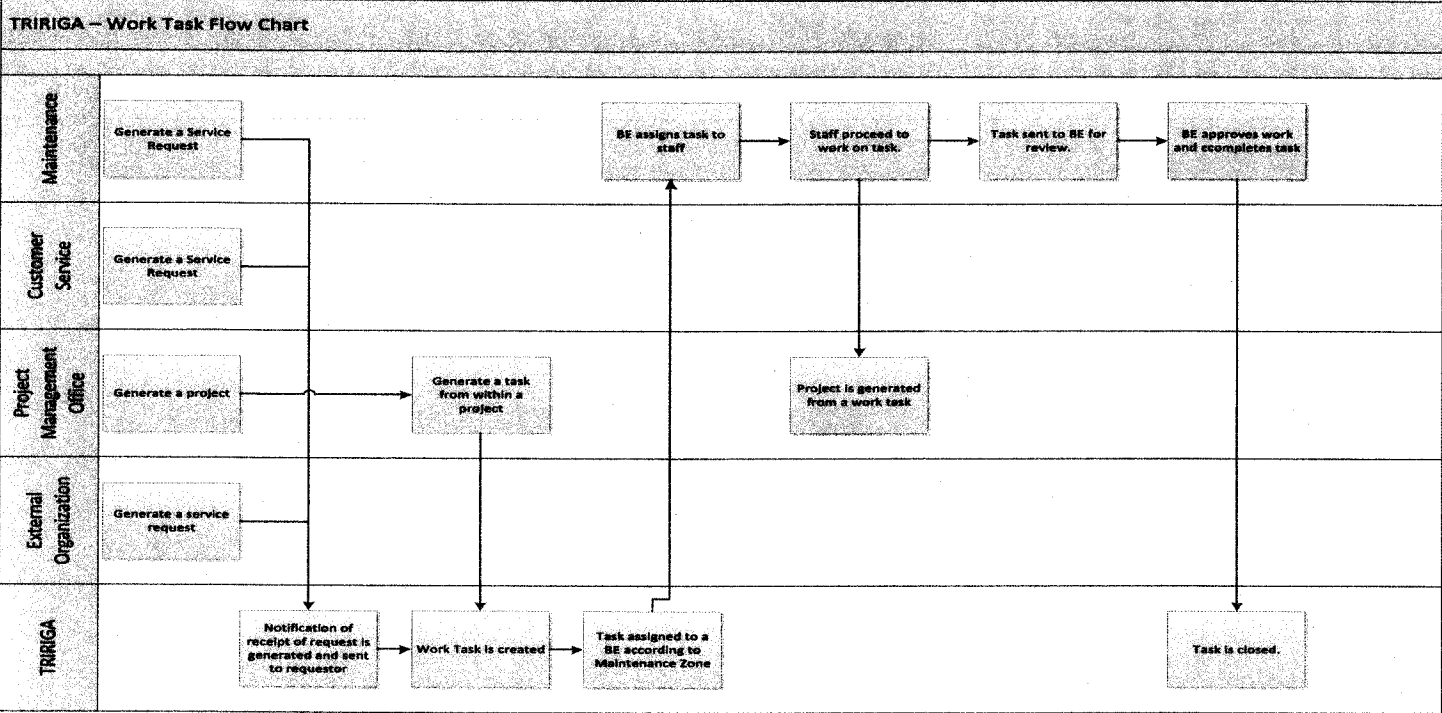 TRIRIGA – Work Task Flow Chart
Maintenance
Generate a Service
Request
BE assigns task to
staff
Staff proceed to
work on task.
Task sent to BE for
review.
BE approves work
and ccompletes task
Customer
Service
Generate a Service
Request
Project
Management
Office
Generate a project
Generate a task
from within a
project
Project is generated
from a work task
External
Organization
Generate a service
request
TRIRIGA
Notification of
receipt of request is
generated and sent
to requestor
Work Task is created
Task assigned to a
BE according to
Maintenance Zone
Task is closed.